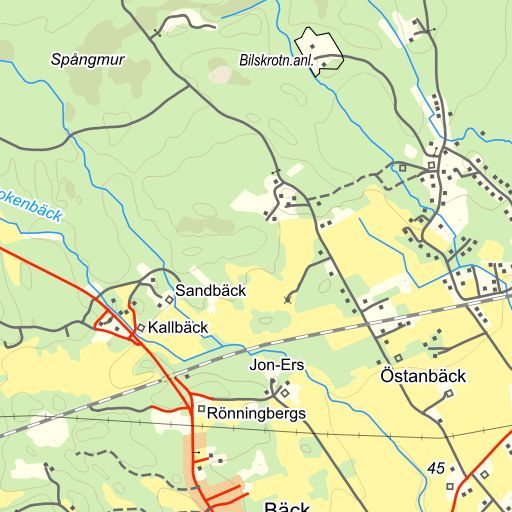 Spångmur
Bilskrotn.anl.
okenbäck
Sandbäck
Kallbäck
Jon-Ers
Östanbäck
Rönningbergs
45
Bäck